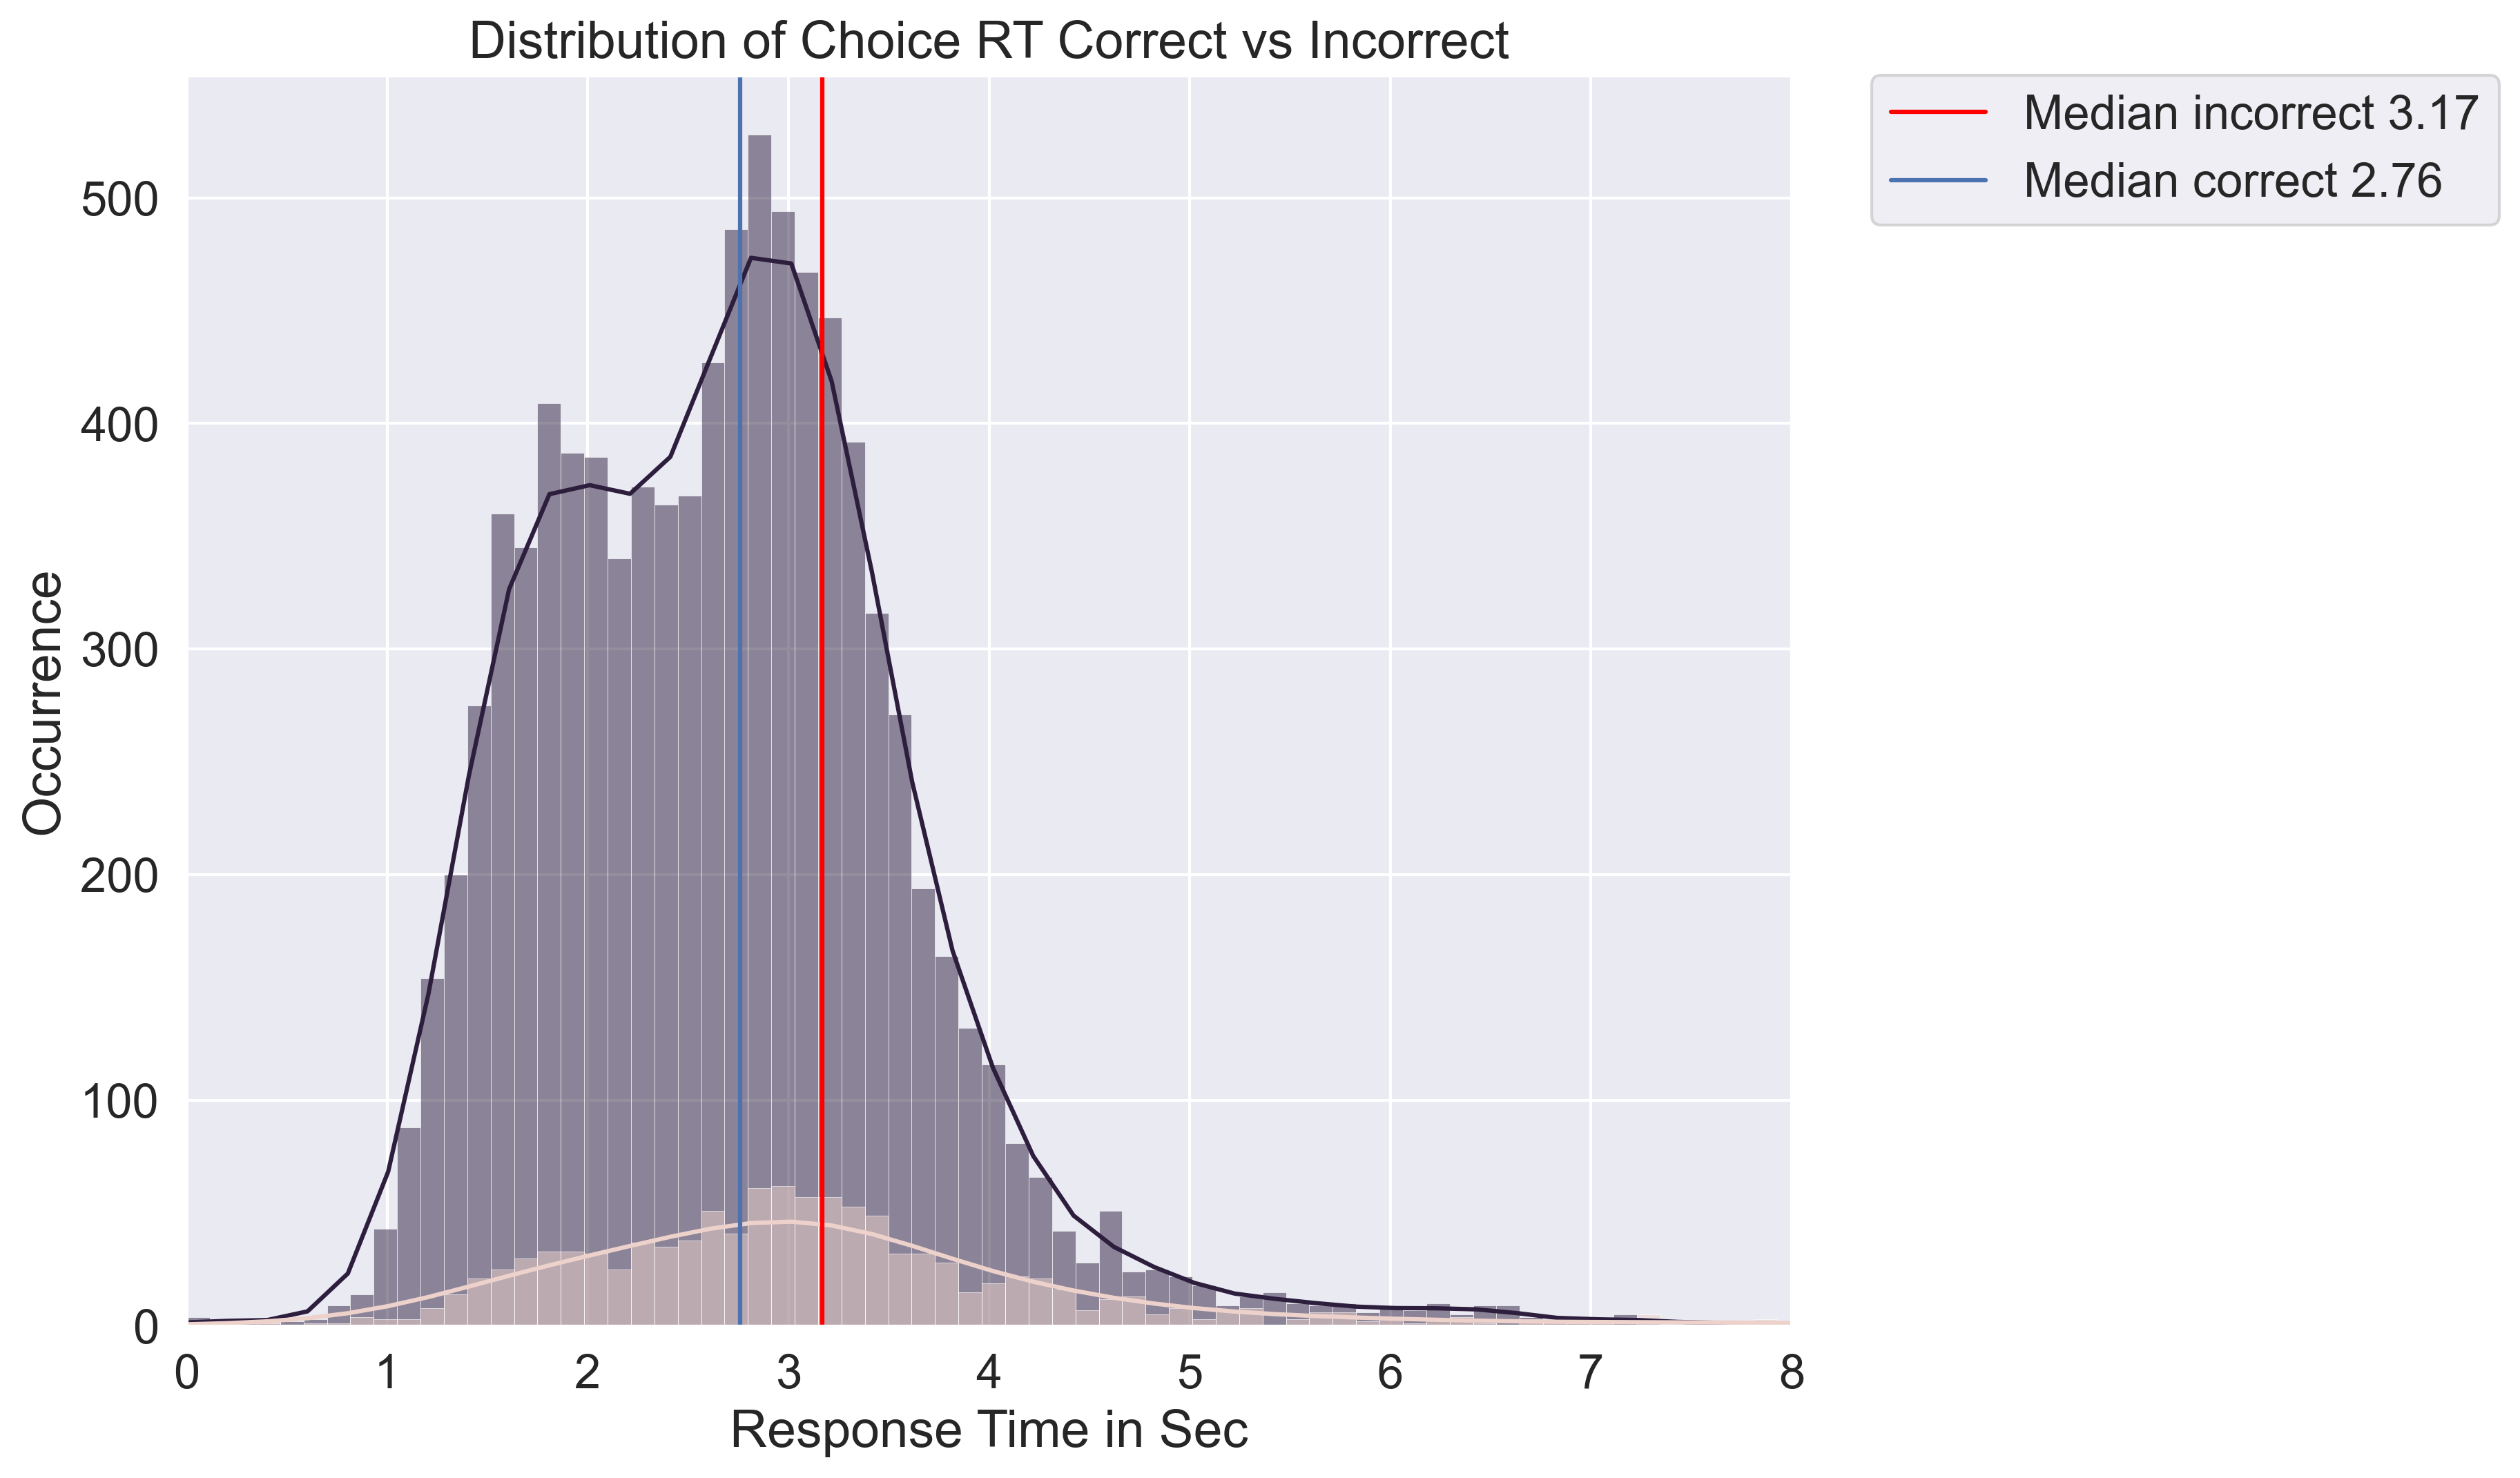 Distribution of Choice RT Correct vs Incorrect
Median incorrect 3.17
Median correct 2.76
500
400
300
200
100
0
Occurrence
0 1 2 3 4 5 6 7 8
Response Time in Sec